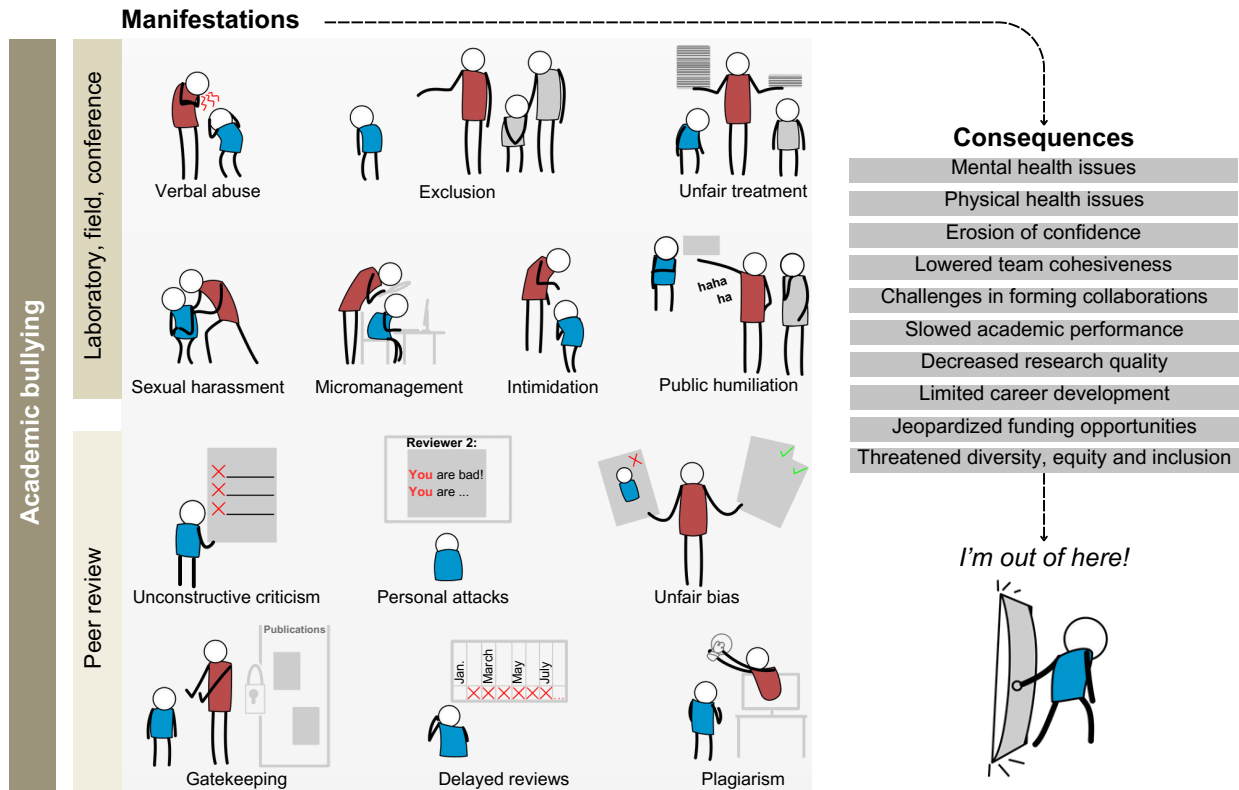 Manifestations
Academic bullying
Laboratory, field, conference
Verbal abuse
Exclusion
Unfair treatment
haha
ha
Sexual harassment
Micromanagement
Intimidation
Public humiliation
Peer review
Reviewer 2:
You are bad!
You are ...
Unconstructive criticism
Personal attacks
Unfair bias
Publications
Jan.
March
May
July
...
Gatekeeping
Delayed reviews
Plagiarism
Consequences
Mental health issues
Physical health issues
Erosion of confidence
Lowered team cohesiveness
Challenges in forming collaborations
Slowed academic performance
Decreased research quality
Limited career development
Jeopardized funding opportunities
Threatened diversity, equity and inclusion
I'm out of here!